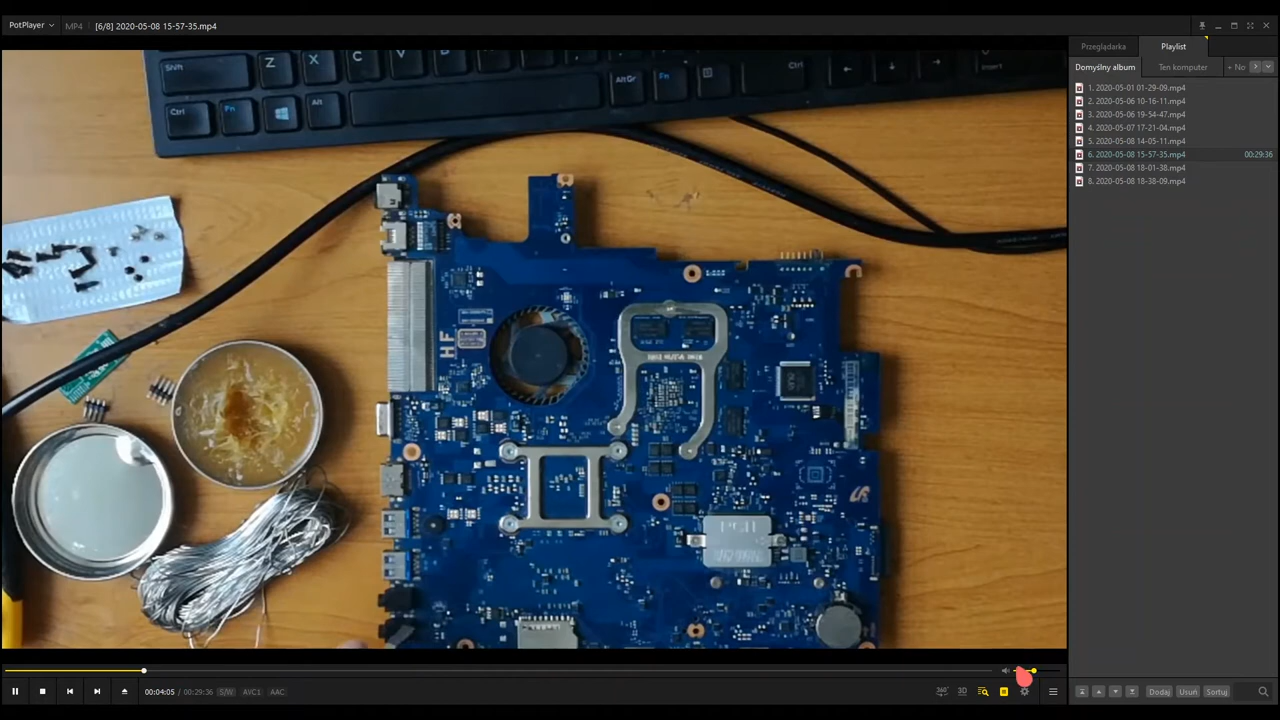 PotPlayer
MP4 [6/8] 2020-05-08 15-57-35.mp4
Przeglądarka Playlist
Domyślny album Ten komputer + No
1. 2020-05-01 01-29-09.mp4
2. 2020-05-06 10-16-11.mp4
3. 2020-05-06 19-54-47.mp4
4. 2020-05-07 17-21-04.mp4
5. 2020-05-08 14-05-11.mp4
6. 2020-05-08 15-57-35.mp4 00:29:36
7. 2020-05-08 18-01-38.mp4
8. 2020-05-08 18-38-09.mp4
Shift Z X C V
Ctrl Fn Alt AltGr Fn Ctrl Insert
HF
PCH
00:04:05 / 00:29:36 S/W AVC1 AAC
360° 3D
Dodaj Usuń Sortuj